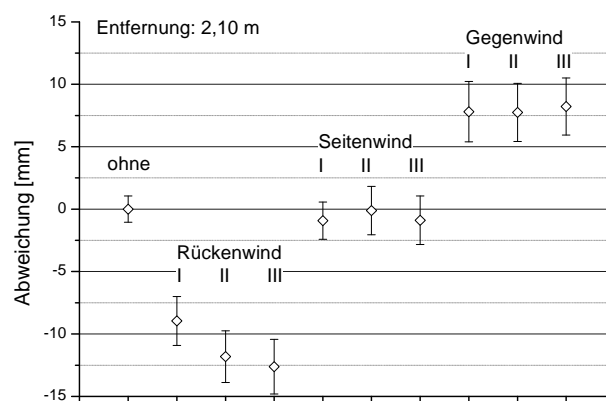 Entfernung: 2,10 m
Gegenwind
I II III
Seitenwind
I II III
ohne
Rückenwind
I II III
Abweichung [mm]
15
10
5
0
-5
-10
-15